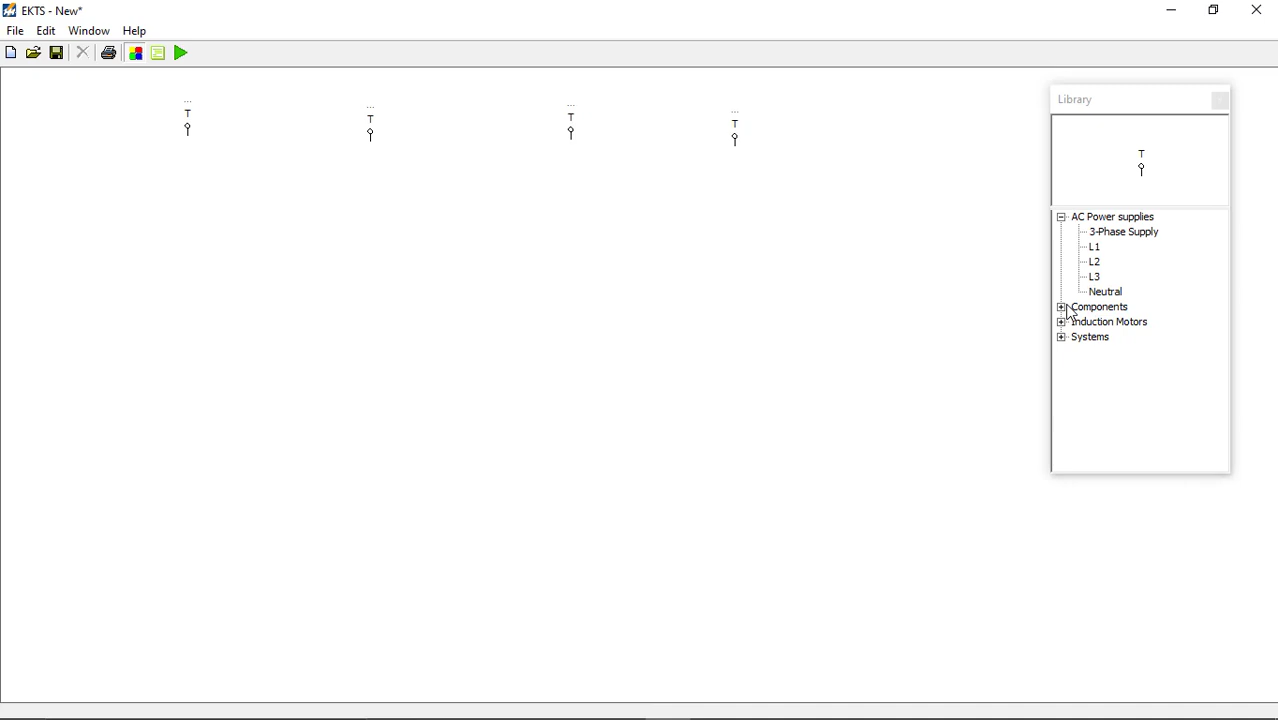 EKTS - New*
File Edit Window Help
... ... ... ...
T T T T
Library
T
AC Power supplies
3-Phase Supply
L1
L2
L3
Neutral
Components
Induction Motors
Systems